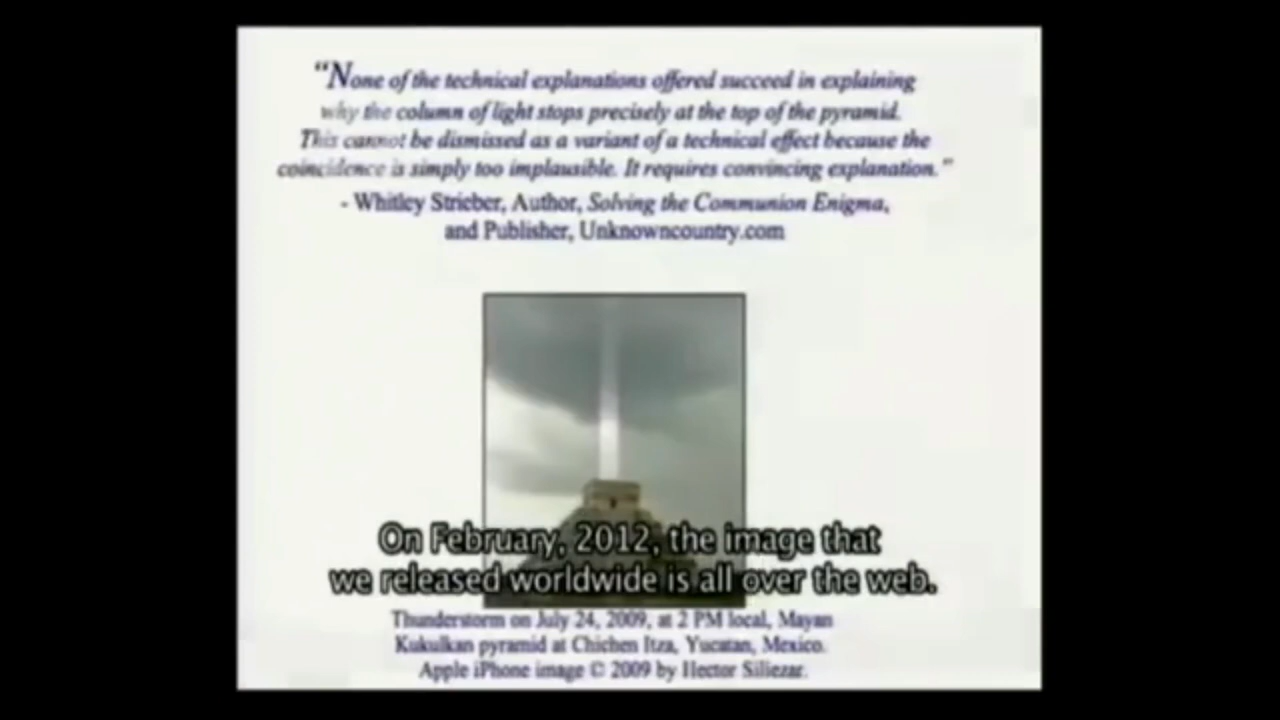 “None of the technical explanations offered succeed in explaining
why the column of light stops precisely at the top of the pyramid.
This cannot be dismissed as a variant of a technical effect because the
coincidence is simply too implausible. It requires convincing explanation.”
- Whitley Strieber, Author, Solving the Communion Enigma,
and Publisher, Unknowncountry.com
On February, 2012, the image that
we released worldwide is all over the web.
Thunderstorm on July 24, 2009, at 2 PM local, Mayan
Kukulkan pyramid at Chichen Itza, Yucatan, Mexico.
Apple iPhone image © 2009 by Hector Siliezar.